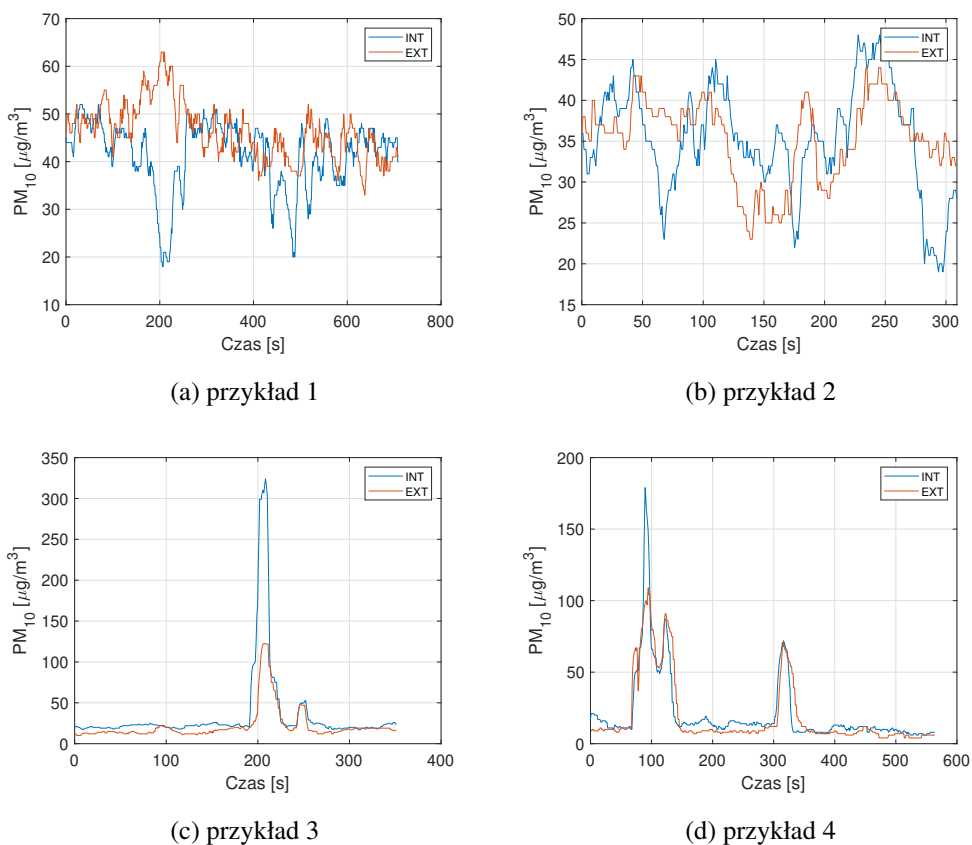 70
60
50
40
30
20
10
PM10 [µg/m3]
INT
EXT
0 200 400 600 800
Czas [s]
(a) przykład 1
50
45
40
35
30
25
20
15
PM10 [µg/m3]
INT
EXT
0 50 100 150 200 250 300
Czas [s]
(b) przykład 2
350
300
250
200
150
100
50
0
PM10 [µg/m3]
INT
EXT
0 100 200 300 400
Czas [s]
(c) przykład 3
200
150
100
50
0
PM10 [µg/m3]
INT
EXT
0 100 200 300 400 500 600
Czas [s]
(d) przykład 4